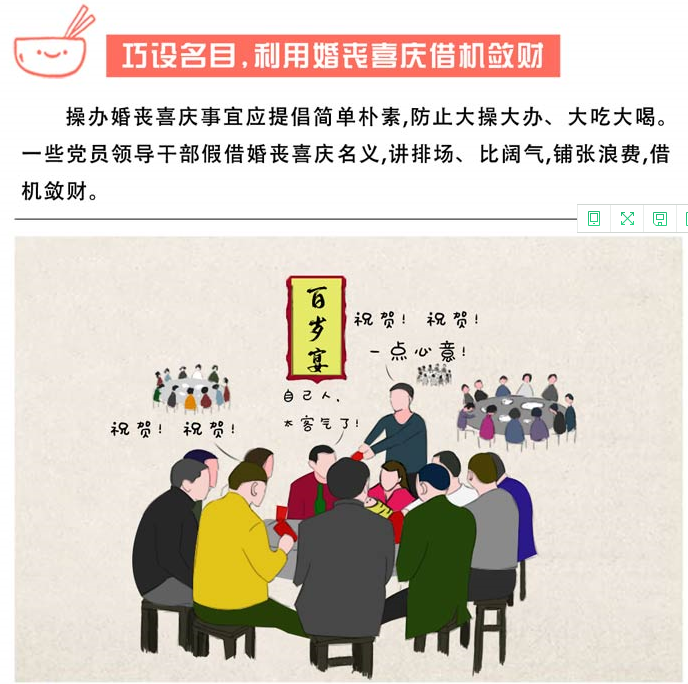 巧设名目,利用婚丧喜庆借机敛财
操办婚丧喜庆事宜应提倡简单朴素,防止大操大办、大吃大喝。
一些党员领导干部假借婚丧喜庆名义,讲排场、比阔气,铺张浪费,借
机敛财。
百岁宴
祝贺! 祝贺!
一点心意!
自己人,
太客气了!
祝贺! 祝贺!